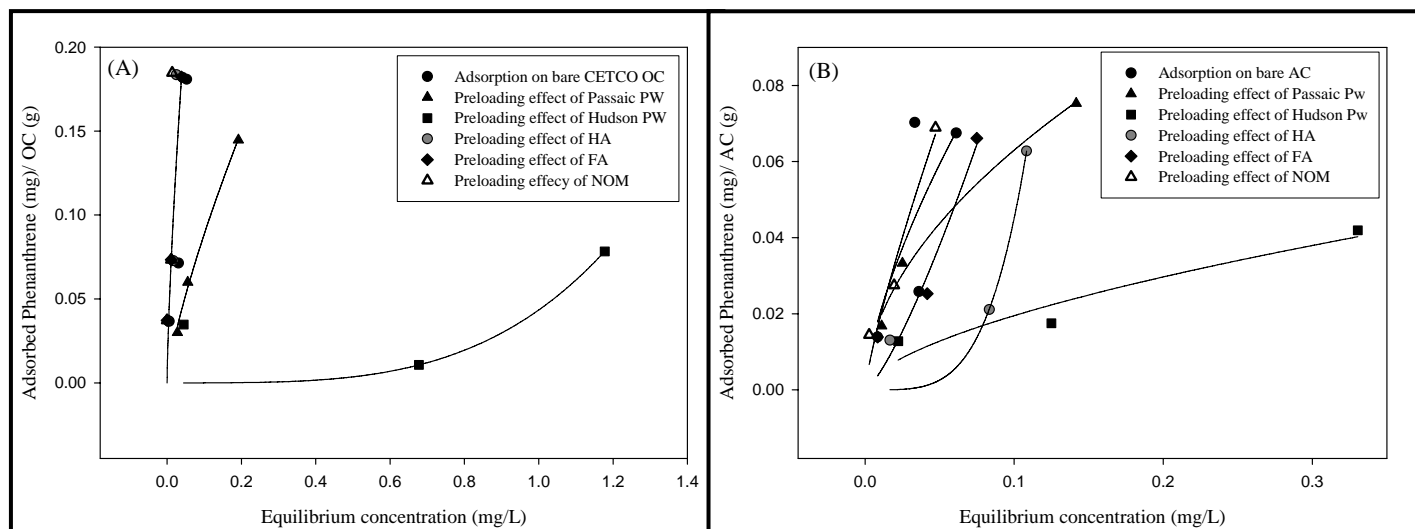 (A)
Adsorption on bare CETCO OC
Preloading effect of Passaic PW
Preloading effect of Hudson PW
Preloading effect of HA
Preloading effect of FA
Preloading effecy of NOM
Adsorbed Phenanthrene (mg)/ OC (g)
0.20
0.15
0.10
0.05
0.00
0.0 0.2 0.4 0.6 0.8 1.0 1.2 1.4
Equilibrium concentration (mg/L)
(B)
Adsorption on bare AC
Preloading effect of Passaic Pw
Preloading effect of Hudson Pw
Preloading effect of HA
Preloading effect of FA
Preloading effect of NOM
Adsorbed Phenanthrene (mg)/ AC (g)
0.08
0.06
0.04
0.02
0.00
0.0 0.1 0.2 0.3
Equilibrium concentration (mg/L)